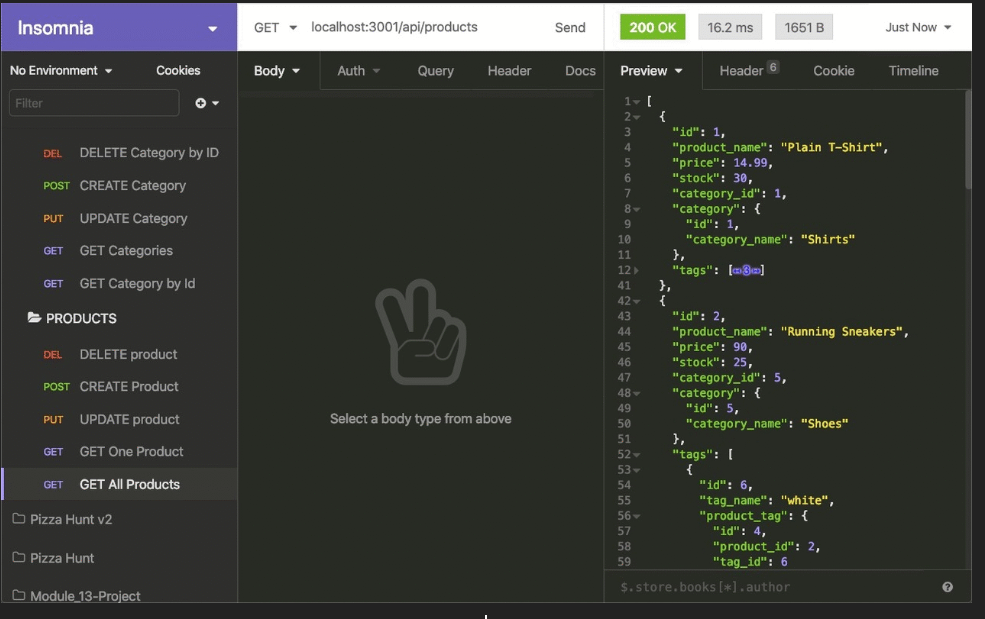 Insomnia
GET localhost:3001/api/products Send
200 OK 16.2 ms 1651 B Just Now
No Environment Cookies
Body Auth Query Header Docs
Preview Header 6 Cookie Timeline
Filter
DEL DELETE Category by ID
POST CREATE Category
PUT UPDATE Category
GET GET Categories
GET GET Category by Id
PRODUCTS
DEL DELETE product
POST CREATE Product
PUT UPDATE product
GET GET One Product
GET GET All Products
Pizza Hunt v2
Pizza Hunt
Module_13-Project
Select a body type from above
1 [
2 {
3 "id": 1,
4 "product_name": "Plain T-Shirt",
5 "price": 14.99,
6 "stock": 30,
7 "category_id": 1,
8 "category": {
9 "id": 1,
10 "category_name": "Shirts"
11 },
12 "tags": [↔3↔]
41 },
42 {
43 "id": 2,
44 "product_name": "Running Sneakers",
45 "price": 90,
46 "stock": 25,
47 "category_id": 5,
48 "category": {
49 "id": 5,
50 "category_name": "Shoes"
51 },
52 "tags": [
53 {
54 "id": 6,
55 "tag_name": "white",
56 "product_tag": {
57 "id": 4,
58 "product_id": 2,
59 "tag_id": 6
$.store.books[*].author